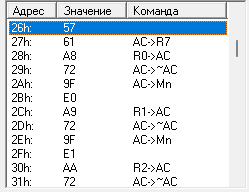 Адрес Значение Команда
26h: 57
27h: 61 AC->R7
28h: A8 R0->AC
29h: 72 AC->~AC
2Ah: 9F AC->Mn
2Bh: E0
2Ch: A9 R1->AC
2Dh: 72 AC->~AC
2Eh: 9F AC->Mn
2Fh: E1
30h: AA R2->AC
31h: 72 AC->~AC